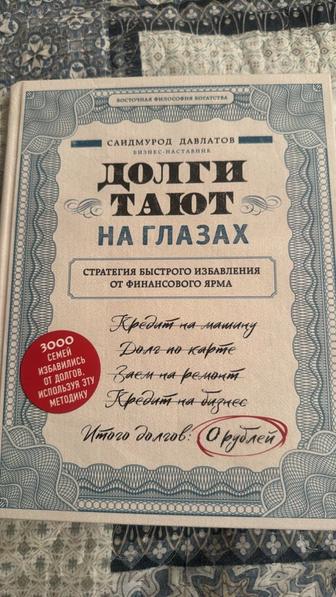 ВОСТОЧНАЯ ФИЛОСОФИЯ БОГАТСТВА
САИДМУРОД ДАВЛАТОВ
БИЗНЕС-НАСТАВНИК
ДОЛГИ
ТАЮТ
НА ГЛАЗАХ
СТРАТЕГИЯ БЫСТРОГО ИЗБАВЛЕНИЯ
ОТ ФИНАНСОВОГО ЯРМА
Кредит на машину
Долг по карте
Заем на ремонт
Кредит на бизнес
Итого долгов: 0 рублей
3000
СЕМЕЙ
ИЗБАВИЛИСЬ
ОТ ДОЛГОВ,
ИСПОЛЬЗУЯ ЭТУ
МЕТОДИКУ